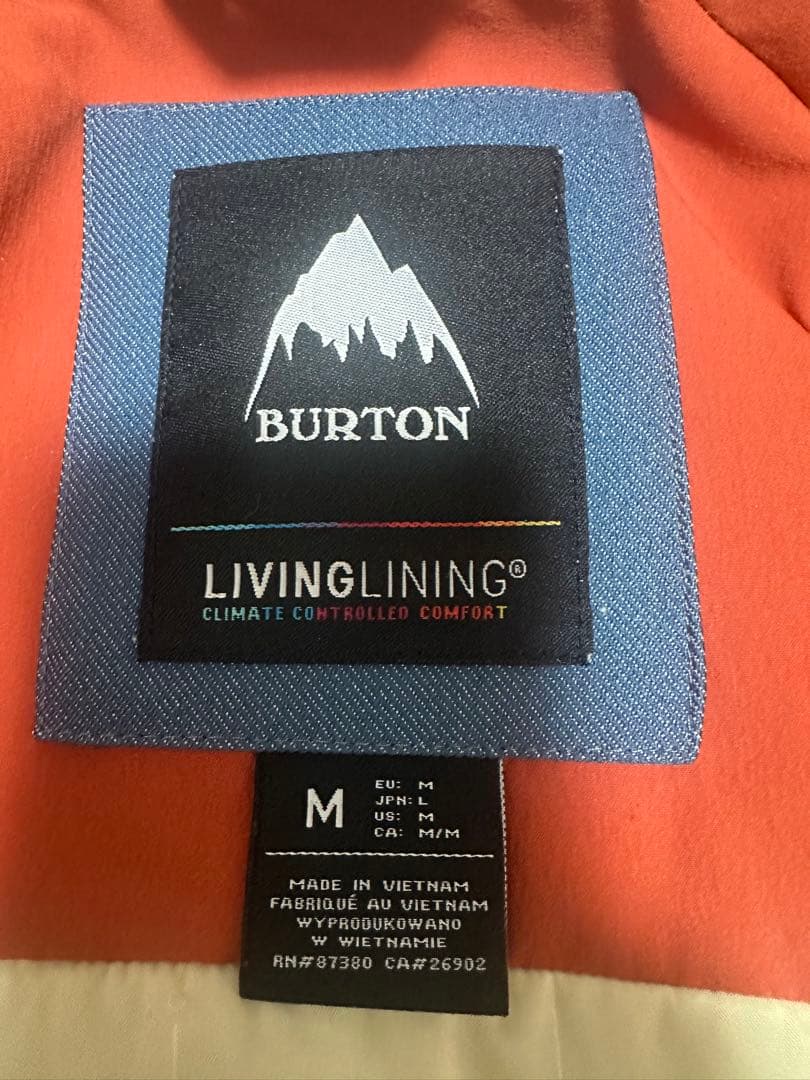 BURTON
LIVINGLINING®
CLIMATE CONTROLLED COMFORT
M
EU: M
JPN: L
US: M
CA: M/M
MADE IN VIETNAM
FABRIQUÉ AU VIETNAM
WYPRODUKOWANO
W WIETNAMIE
RN#87380 CA#26902